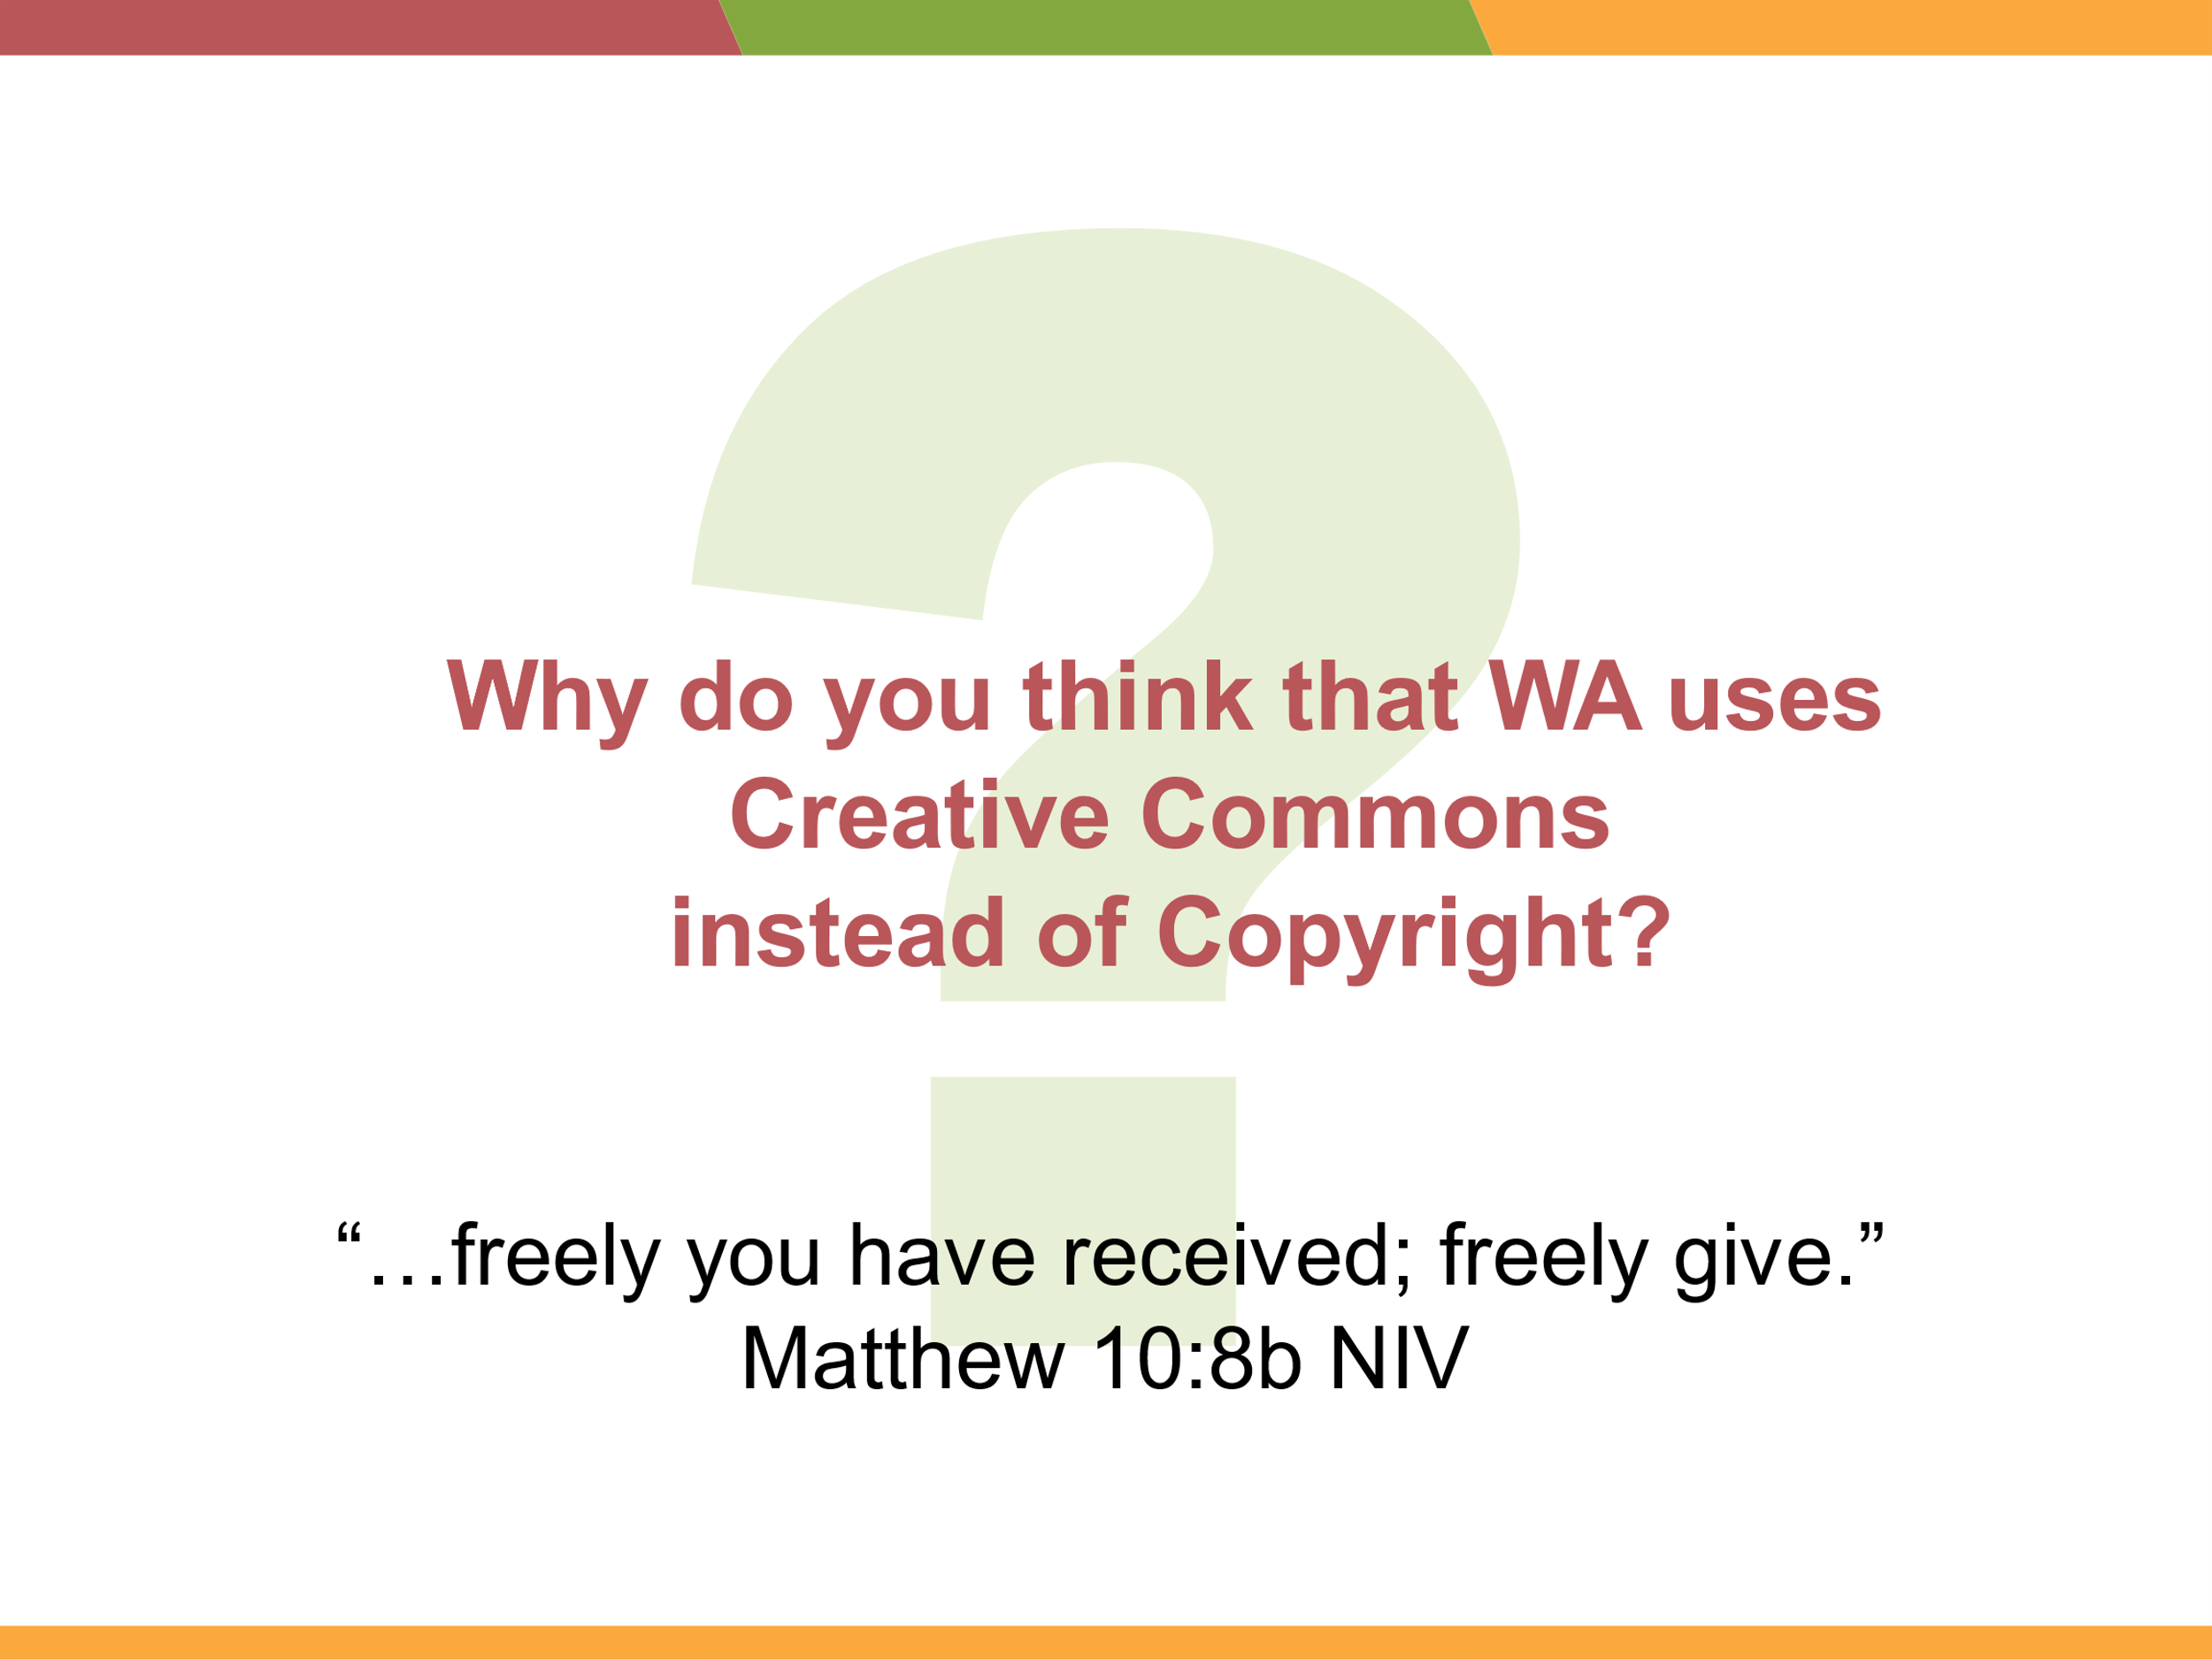 Why do you think that WA uses
Creative Commons
instead of Copyright?
“…freely you have received; freely give.”
Matthew 10:8b NIV